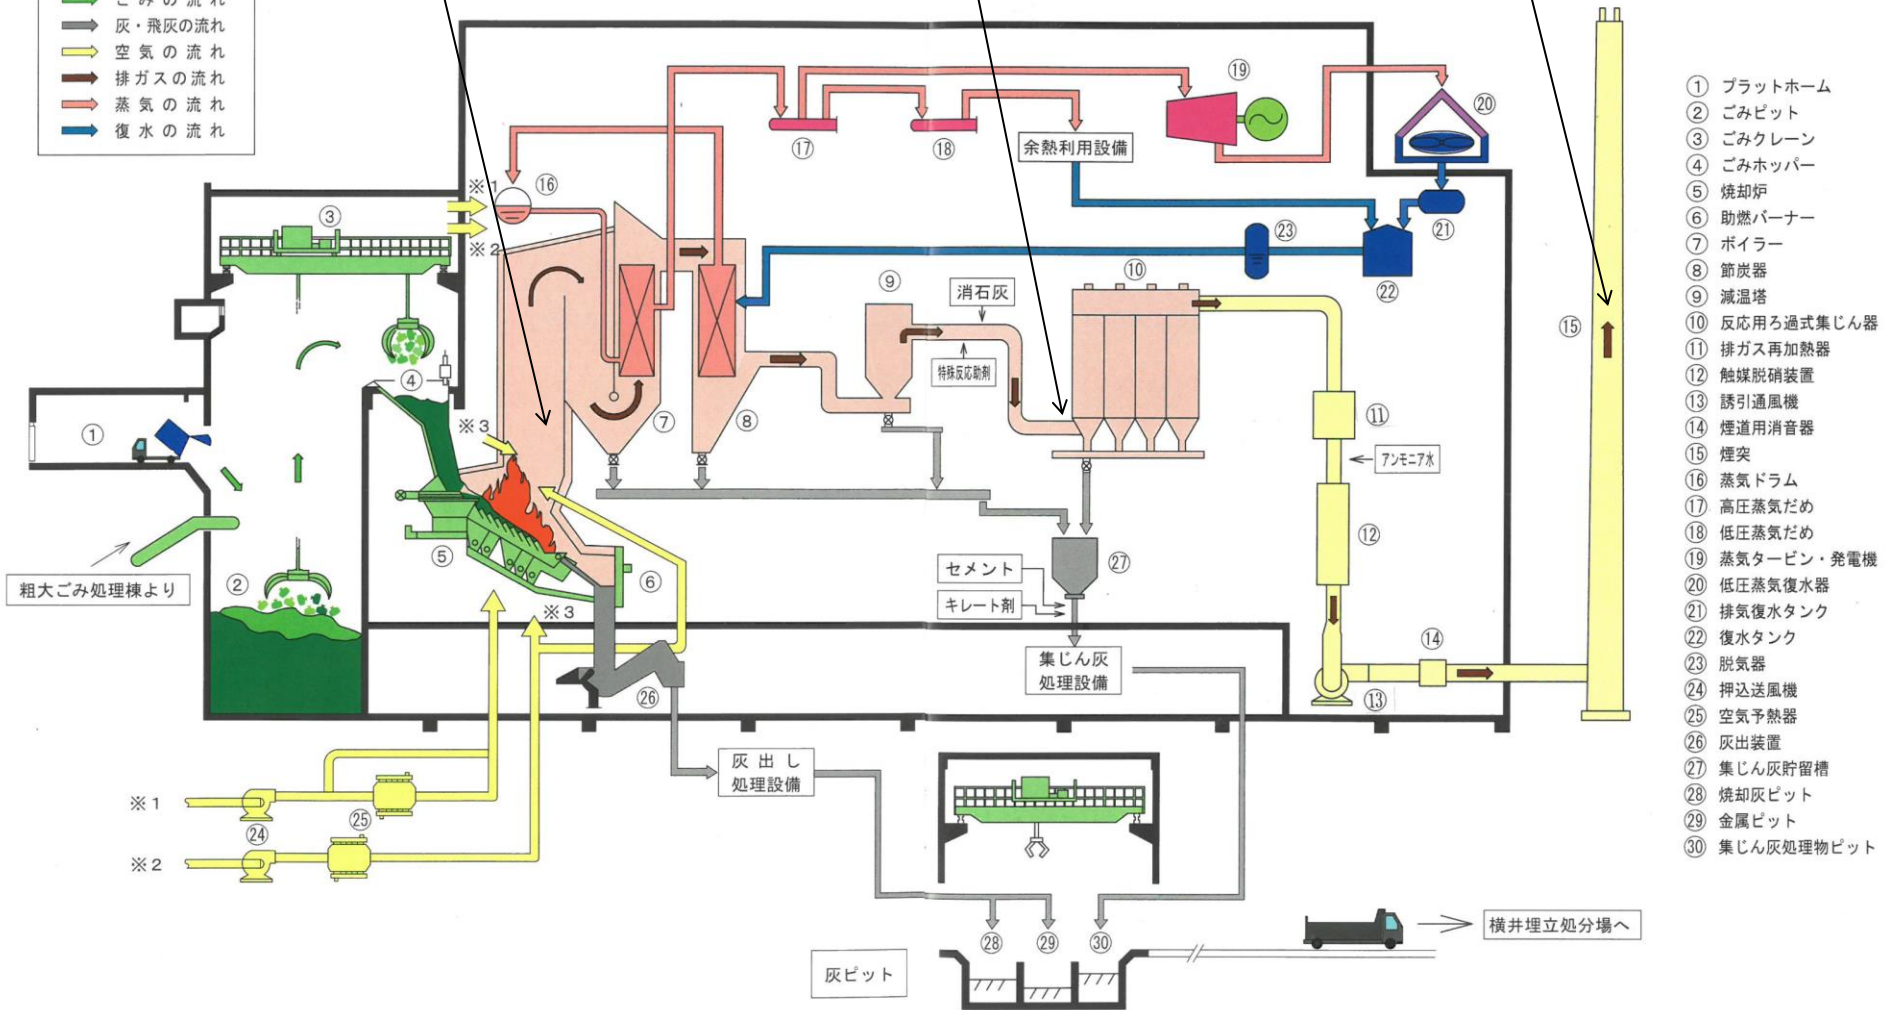 ごみの流れ
灰・飛灰の流れ
空気の流れ
排ガスの流れ
蒸気の流れ
復水の流れ
⑲
⑳
⑰
⑱
余熱利用設備
※1
⑯
※2
③
㉓
㉑
㉒
⑨
消石灰
⑩
⑮
特殊反応助剤
④
①
※3
⑦
⑧
⑪
アンモニア水
⑤
⑥
⑫
㉗
粗大ごみ処理棟より
②
セメント
キレート剤
※3
集じん灰
処理設備
⑭
㉖
⑬
灰出し
処理設備
※1
㉔
㉕
※2
㉘
㉙
㉚
横井埋立処分場へ
灰ピット
① プラットホーム
② ごみピット
③ ごみクレーン
④ ごみホッパー
⑤ 焼却炉
⑥ 助燃バーナー
⑦ ボイラー
⑧ 節炭器
⑨ 減温塔
⑩ 反応用ろ過式集じん器
⑪ 排ガス再加熱器
⑫ 触媒脱硝装置
⑬ 誘引通風機
⑭ 煙道用消音器
⑮ 煙突
⑯ 蒸気ドラム
⑰ 高圧蒸気だめ
⑱ 低圧蒸気だめ
⑲ 蒸気タービン・発電機
⑳ 低圧蒸気復水器
㉑ 排気復水タンク
㉒ 復水タンク
㉓ 脱気器
㉔ 押込送風機
㉕ 空気予熱器
㉖ 灰出装置
㉗ 集じん灰貯留槽
㉘ 焼却灰ピット
㉙ 金属ピット
㉚ 集じん灰処理物ピット